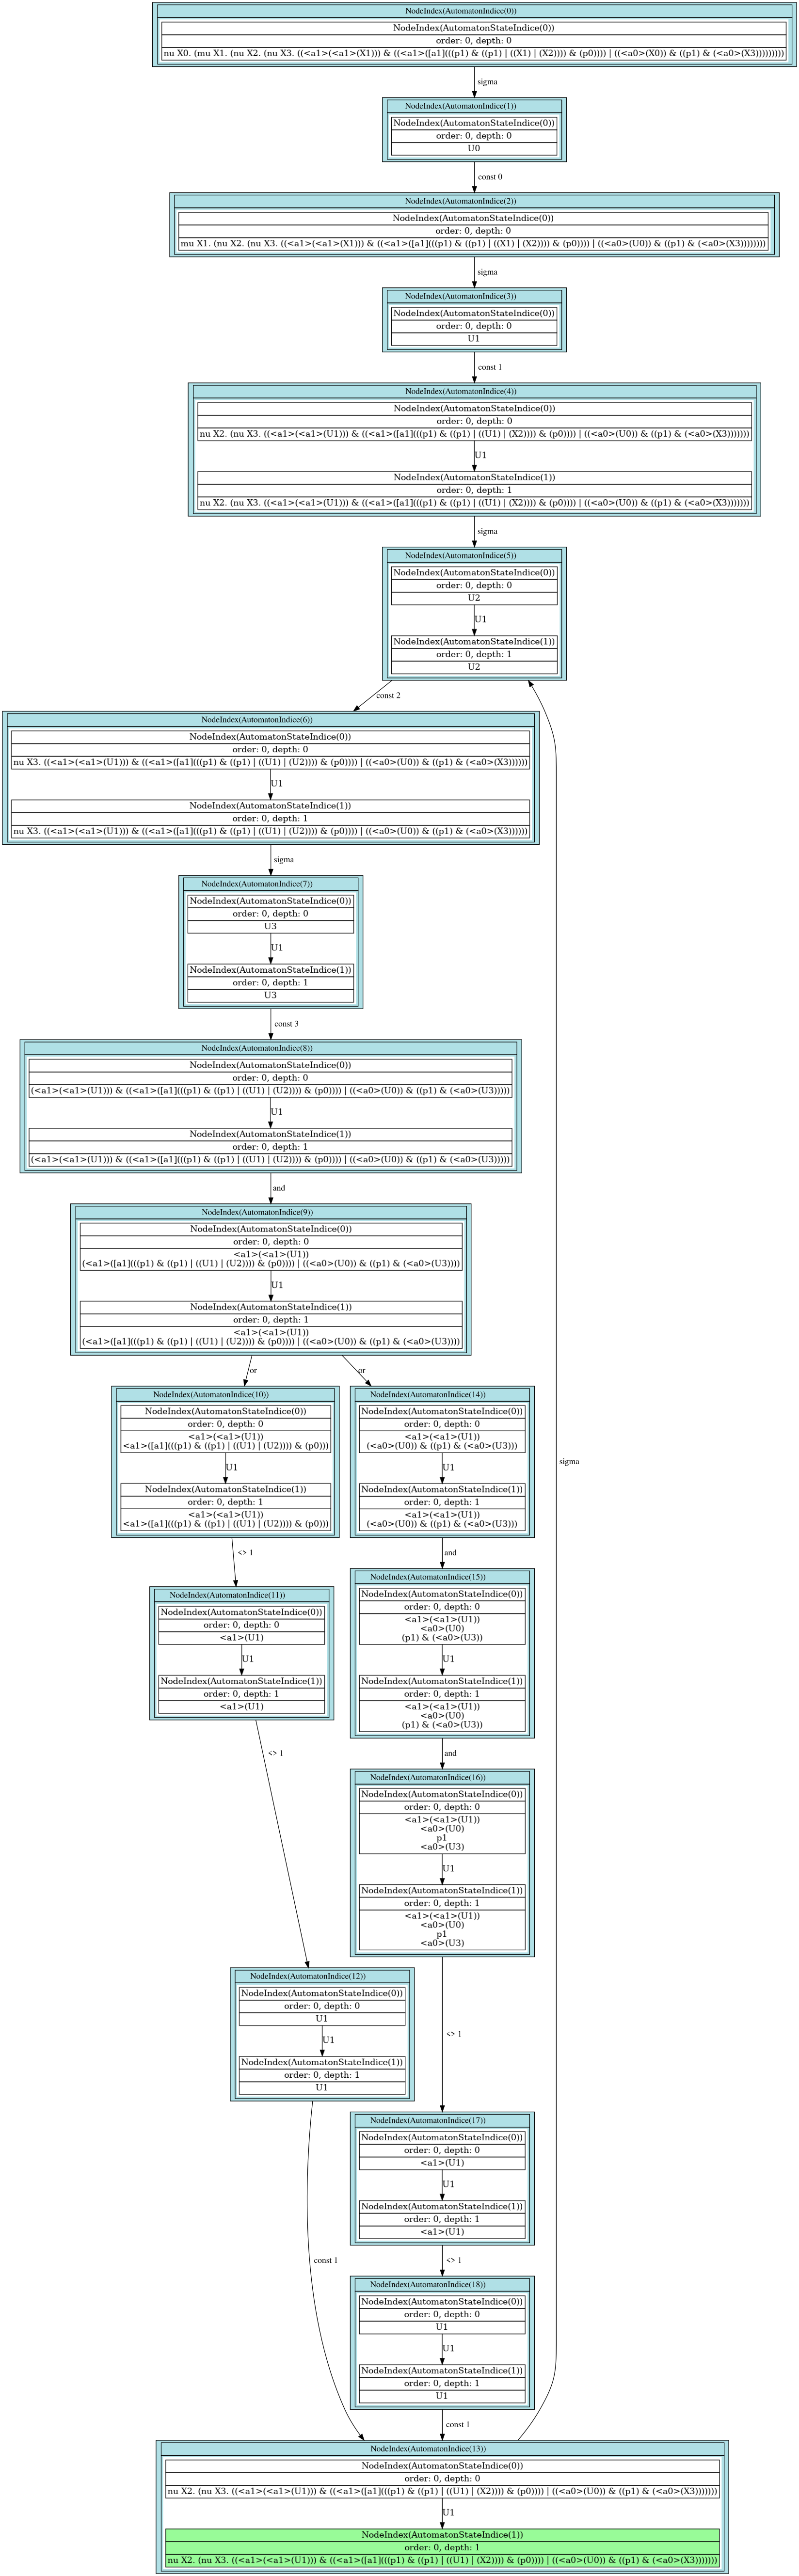 NodeIndex(AutomatonIndice(0))
NodeIndex(AutomatonStateIndice(0))
order: 0, depth: 0
nu X0. (mu X1. (nu X2. (nu X3. ((<a1>(<a1>(X1))) & ((<a1>([a1](((p1) & ((p1) | ((X1) | (X2)))) & (p0)))) | ((<a0>(X0)) & ((p1) & (<a0>(X3)))))))))
sigma
NodeIndex(AutomatonIndice(1))
NodeIndex(AutomatonStateIndice(0))
order: 0, depth: 0
U0
const 0
NodeIndex(AutomatonIndice(2))
NodeIndex(AutomatonStateIndice(0))
order: 0, depth: 0
mu X1. (nu X2. (nu X3. ((<a1>(<a1>(X1))) & ((<a1>([a1](((p1) & ((p1) | ((X1) | (X2)))) & (p0)))) | ((<a0>(U0)) & ((p1) & (<a0>(X3))))))))
sigma
NodeIndex(AutomatonIndice(3))
NodeIndex(AutomatonStateIndice(0))
order: 0, depth: 0
U1
const 1
NodeIndex(AutomatonIndice(4))
NodeIndex(AutomatonStateIndice(0))
order: 0, depth: 0
nu X2. (nu X3. ((<a1>(<a1>(U1))) & ((<a1>([a1](((p1) & ((p1) | ((U1) | (X2)))) & (p0)))) | ((<a0>(U0)) & ((p1) & (<a0>(X3)))))))
U1
NodeIndex(AutomatonStateIndice(1))
order: 0, depth: 1
nu X2. (nu X3. ((<a1>(<a1>(U1))) & ((<a1>([a1](((p1) & ((p1) | ((U1) | (X2)))) & (p0)))) | ((<a0>(U0)) & ((p1) & (<a0>(X3)))))))
sigma
NodeIndex(AutomatonIndice(5))
NodeIndex(AutomatonStateIndice(0))
order: 0, depth: 0
U2
U1
NodeIndex(AutomatonStateIndice(1))
order: 0, depth: 1
U2
const 2
NodeIndex(AutomatonIndice(6))
NodeIndex(AutomatonStateIndice(0))
order: 0, depth: 0
nu X3. ((<a1>(<a1>(U1))) & ((<a1>([a1](((p1) & ((p1) | ((U1) | (U2)))) & (p0)))) | ((<a0>(U0)) & ((p1) & (<a0>(X3))))))
U1
NodeIndex(AutomatonStateIndice(1))
order: 0, depth: 1
nu X3. ((<a1>(<a1>(U1))) & ((<a1>([a1](((p1) & ((p1) | ((U1) | (U2)))) & (p0)))) | ((<a0>(U0)) & ((p1) & (<a0>(X3))))))
sigma
NodeIndex(AutomatonIndice(7))
NodeIndex(AutomatonStateIndice(0))
order: 0, depth: 0
U3
U1
NodeIndex(AutomatonStateIndice(1))
order: 0, depth: 1
U3
const 3
NodeIndex(AutomatonIndice(8))
NodeIndex(AutomatonStateIndice(0))
order: 0, depth: 0
(<a1>(<a1>(U1))) & ((<a1>([a1](((p1) & ((p1) | ((U1) | (U2)))) & (p0)))) | ((<a0>(U0)) & ((p1) & (<a0>(U3)))))
U1
NodeIndex(AutomatonStateIndice(1))
order: 0, depth: 1
(<a1>(<a1>(U1))) & ((<a1>([a1](((p1) & ((p1) | ((U1) | (U2)))) & (p0)))) | ((<a0>(U0)) & ((p1) & (<a0>(U3)))))
and
NodeIndex(AutomatonIndice(9))
NodeIndex(AutomatonStateIndice(0))
order: 0, depth: 0
<a1>(<a1>(U1))
(<a1>([a1](((p1) & ((p1) | ((U1) | (U2)))) & (p0)))) | ((<a0>(U0)) & ((p1) & (<a0>(U3))))
U1
NodeIndex(AutomatonStateIndice(1))
order: 0, depth: 1
<a1>(<a1>(U1))
(<a1>([a1](((p1) & ((p1) | ((U1) | (U2)))) & (p0)))) | ((<a0>(U0)) & ((p1) & (<a0>(U3))))
or
or
NodeIndex(AutomatonIndice(10))
NodeIndex(AutomatonStateIndice(0))
order: 0, depth: 0
<a1>(<a1>(U1))
<a1>([a1](((p1) & ((p1) | ((U1) | (U2)))) & (p0)))
U1
NodeIndex(AutomatonStateIndice(1))
order: 0, depth: 1
<a1>(<a1>(U1))
<a1>([a1](((p1) & ((p1) | ((U1) | (U2)))) & (p0)))
NodeIndex(AutomatonIndice(14))
NodeIndex(AutomatonStateIndice(0))
order: 0, depth: 0
<a1>(<a1>(U1))
(<a0>(U0)) & ((p1) & (<a0>(U3)))
U1
NodeIndex(AutomatonStateIndice(1))
order: 0, depth: 1
<a1>(<a1>(U1))
(<a0>(U0)) & ((p1) & (<a0>(U3)))
sigma
<> 1
and
NodeIndex(AutomatonIndice(11))
NodeIndex(AutomatonStateIndice(0))
order: 0, depth: 0
<a1>(U1)
U1
NodeIndex(AutomatonStateIndice(1))
order: 0, depth: 1
<a1>(U1)
NodeIndex(AutomatonIndice(15))
NodeIndex(AutomatonStateIndice(0))
order: 0, depth: 0
<a1>(<a1>(U1))
<a0>(U0)
(p1) & (<a0>(U3))
U1
NodeIndex(AutomatonStateIndice(1))
order: 0, depth: 1
<a1>(<a1>(U1))
<a0>(U0)
(p1) & (<a0>(U3))
<> 1
and
NodeIndex(AutomatonIndice(16))
NodeIndex(AutomatonStateIndice(0))
order: 0, depth: 0
<a1>(<a1>(U1))
<a0>(U0)
p1
<a0>(U3)
U1
NodeIndex(AutomatonStateIndice(1))
order: 0, depth: 1
<a1>(<a1>(U1))
<a0>(U0)
p1
<a0>(U3)
NodeIndex(AutomatonIndice(12))
NodeIndex(AutomatonStateIndice(0))
order: 0, depth: 0
U1
U1
NodeIndex(AutomatonStateIndice(1))
order: 0, depth: 1
U1
<> 1
NodeIndex(AutomatonIndice(17))
NodeIndex(AutomatonStateIndice(0))
order: 0, depth: 0
<a1>(U1)
U1
NodeIndex(AutomatonStateIndice(1))
order: 0, depth: 1
<a1>(U1)
const 1
<> 1
NodeIndex(AutomatonIndice(18))
NodeIndex(AutomatonStateIndice(0))
order: 0, depth: 0
U1
U1
NodeIndex(AutomatonStateIndice(1))
order: 0, depth: 1
U1
const 1
NodeIndex(AutomatonIndice(13))
NodeIndex(AutomatonStateIndice(0))
order: 0, depth: 0
nu X2. (nu X3. ((<a1>(<a1>(U1))) & ((<a1>([a1](((p1) & ((p1) | ((U1) | (X2)))) & (p0)))) | ((<a0>(U0)) & ((p1) & (<a0>(X3)))))))
U1
NodeIndex(AutomatonStateIndice(1))
order: 0, depth: 1
nu X2. (nu X3. ((<a1>(<a1>(U1))) & ((<a1>([a1](((p1) & ((p1) | ((U1) | (X2)))) & (p0)))) | ((<a0>(U0)) & ((p1) & (<a0>(X3)))))))